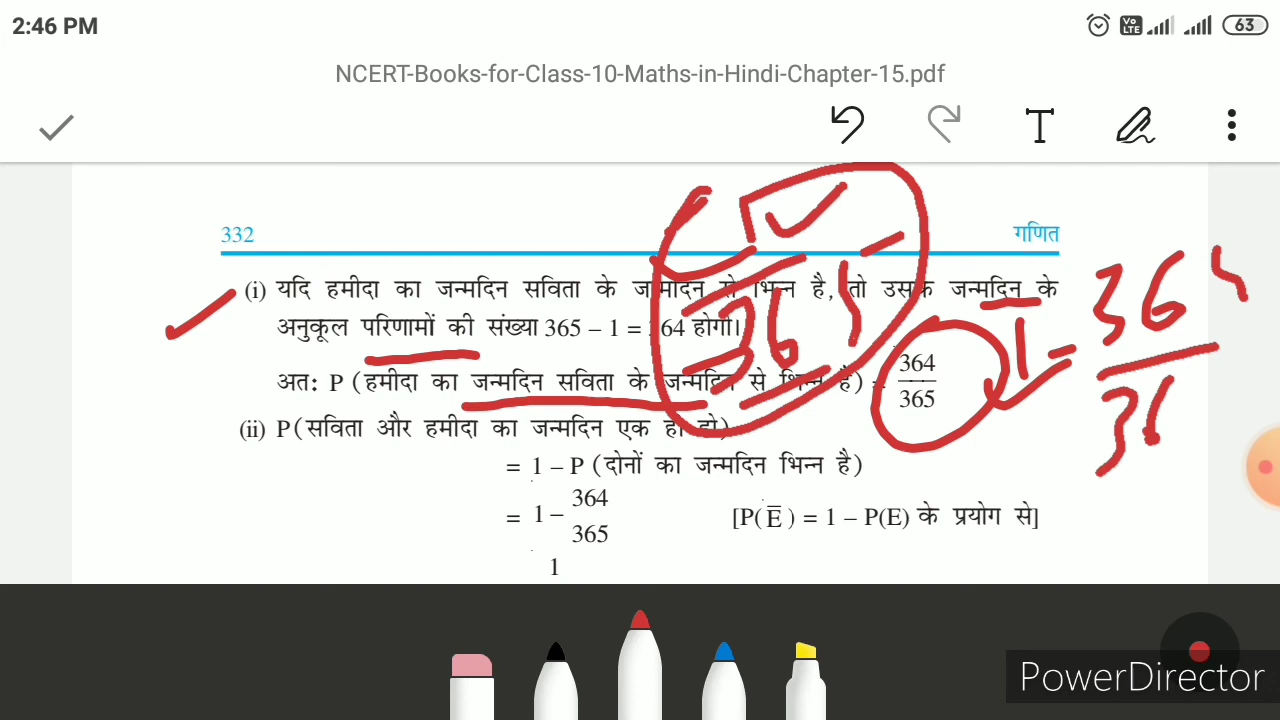 2:46 PM
Vo LTE 63
NCERT-Books-for-Class-10-Maths-in-Hindi-Chapter-15.pdf
T
332 गणित
(i) यदि हमीदा का जन्मदिन सविता के जन्मदिन से भिन्न है, तो उसके जन्मदिन के
अनुकूल परिणामों की संख्या 365 – 1 = 364 होगी।
अत: P (हमीदा का जन्मदिन सविता के जन्मदिन से भिन्न है) = 364/365
(ii) P(सविता और हमीदा का जन्मदिन एक ही हो)
= 1 – P (दोनों का जन्मदिन भिन्न है)
= 1 – 364/365 [P(E̅) = 1 – P(E) के प्रयोग से]
1
365
PowerDirector